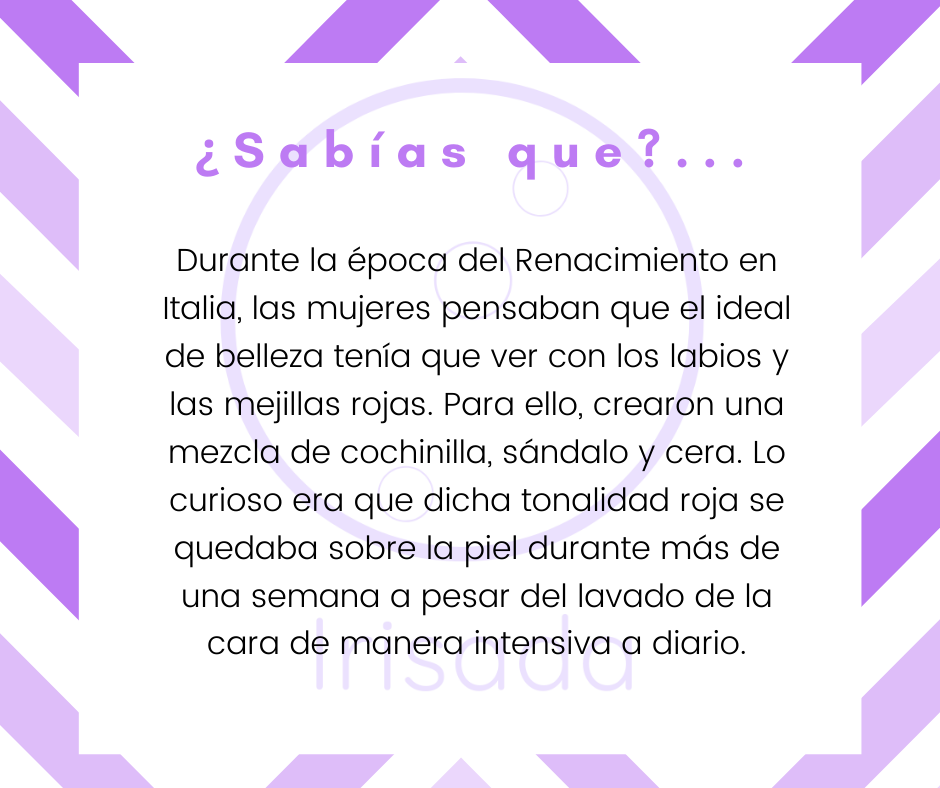 ¿Sabías que?...
Durante la época del Renacimiento en
Italia, las mujeres pensaban que el ideal
de belleza tenía que ver con los labios y
las mejillas rojas. Para ello, crearon una
mezcla de cochinilla, sándalo y cera. Lo
curioso era que dicha tonalidad roja se
quedaba sobre la piel durante más de
una semana a pesar del lavado de la
cara de manera intensiva a diario.
Irisada